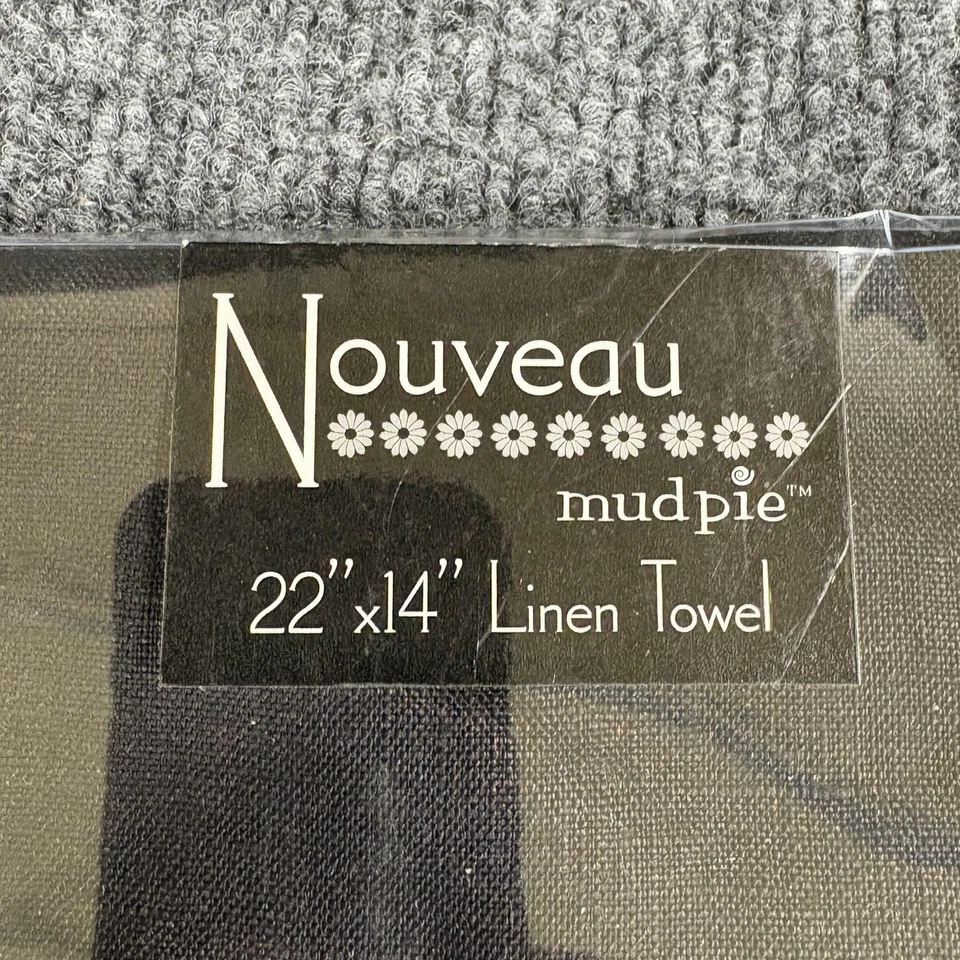 Nouveau
mudpie™
22”x14” Linen Towel